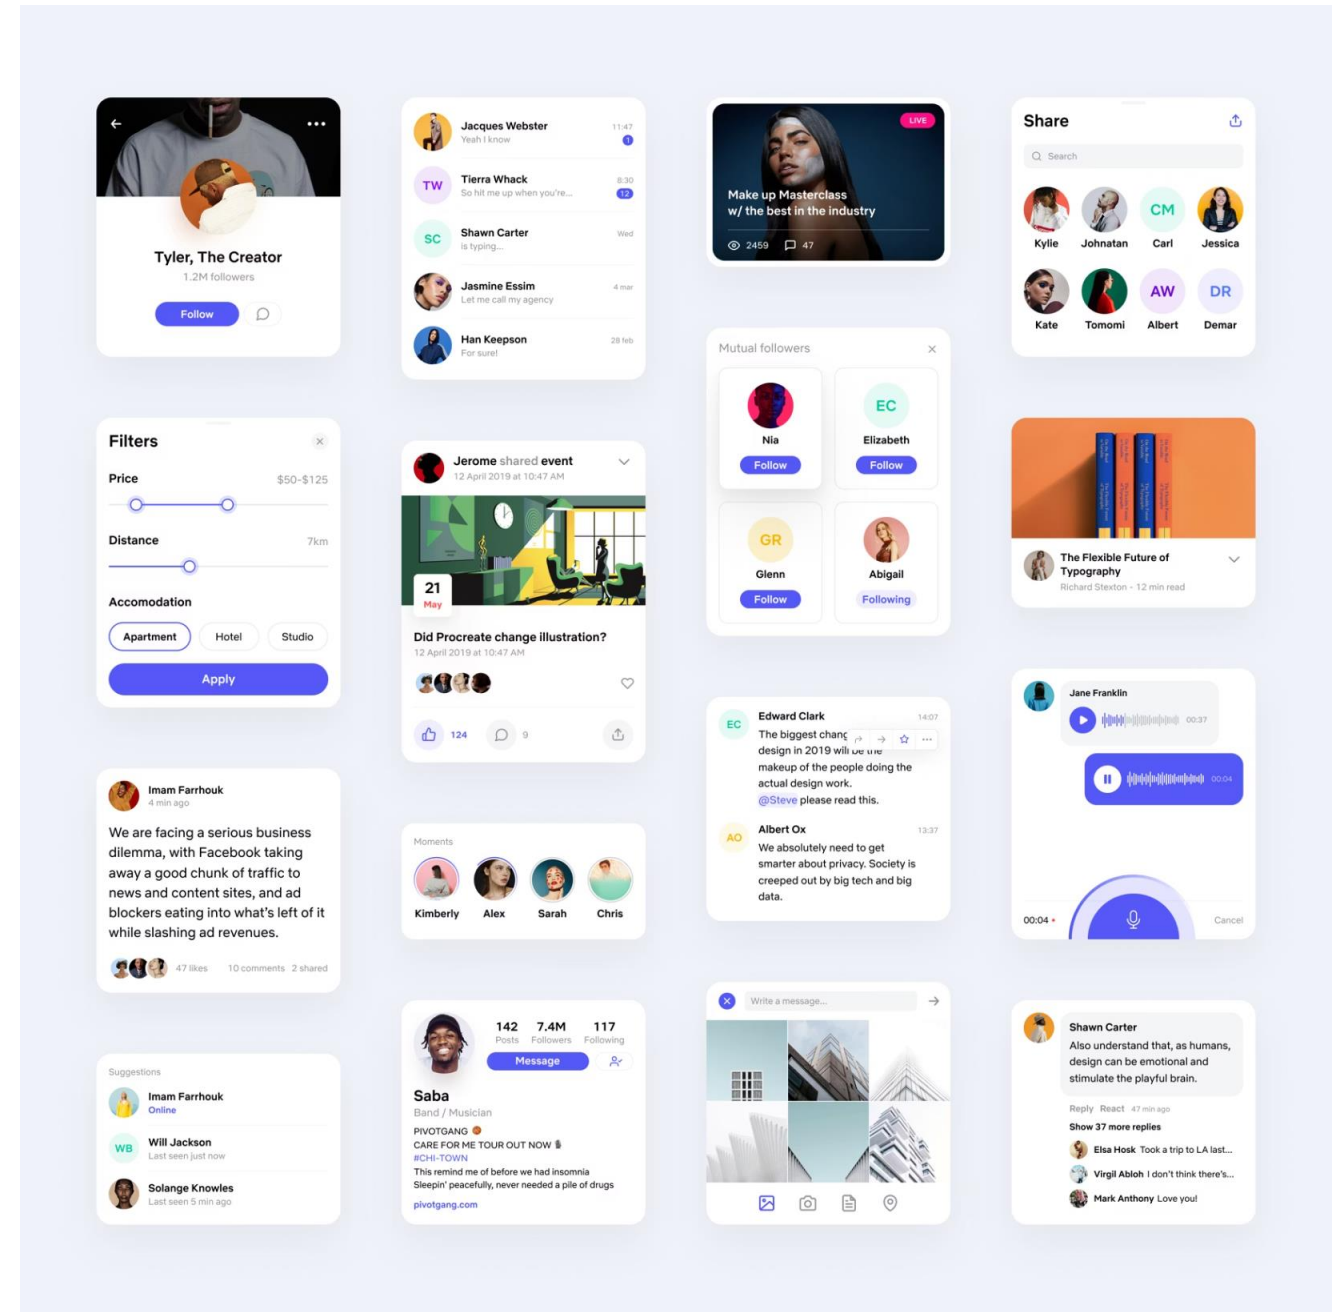 Tyler, The Creator
1.2M followers
Follow
Filters
Price $50-$125
Distance 7km
Accomodation
Apartment Hotel Studio
Apply
Imam Farrhouk
4 min ago
We are facing a serious business
dilemma, with Facebook taking
away a good chunk of traffic to
news and content sites, and ad
blockers eating into what's left of it
while slashing ad revenues.
47 likes 10 comments 2 shared
Suggestions
Imam Farrhouk
Online
WB
Will Jackson
Last seen just now
Solange Knowles
Last seen 5 min ago
Jacques Webster 11:47
Yeah I know 1
TW
Tierra Whack 8:30
So hit me up when you're... 12
SC
Shawn Carter Wed
is typing...
Jasmine Essim 4 mar
Let me call my agency
Han Keepson 28 feb
For sure!
Jerome shared event
12 April 2019 at 10:47 AM
21
May
Did Procreate change illustration?
12 April 2019 at 10:47 AM
124 9
Moments
Kimberly Alex Sarah Chris
142 7.4M 117
Posts Followers Following
Message
Saba
Band / Musician
PIVOTGANG
CARE FOR ME TOUR OUT NOW
#CHI-TOWN
This remind me of before we had insomnia
Sleepin' peacefully, never needed a pile of drugs
pivotgang.com
LIVE
Make up Masterclass
w/ the best in the industry
2459 47
Mutual followers
EC
Nia Elizabeth
Follow Follow
GR
Glenn Abigail
Follow Following
EC
Edward Clark 14:07
The biggest chang
design in 2019 will be the
makeup of the people doing the
actual design work.
@Steve please read this.
AO
Albert Ox 13:37
We absolutely need to get
smarter about privacy. Society is
creeped out by big tech and big
data.
Write a message...
Share
Search
CM
Kylie Johnatan Carl Jessica
AW DR
Kate Tomomi Albert Demar
The Flexible Future of
Typography
Richard Stexton - 12 min read
Jane Franklin
00:37
00:04
00:04 Cancel
Shawn Carter
Also understand that, as humans,
design can be emotional and
stimulate the playful brain.
Reply React 47 min ago
Show 37 more replies
Elsa Hosk Took a trip to LA last...
Virgil Abloh I don't think there's...
Mark Anthony Love you!